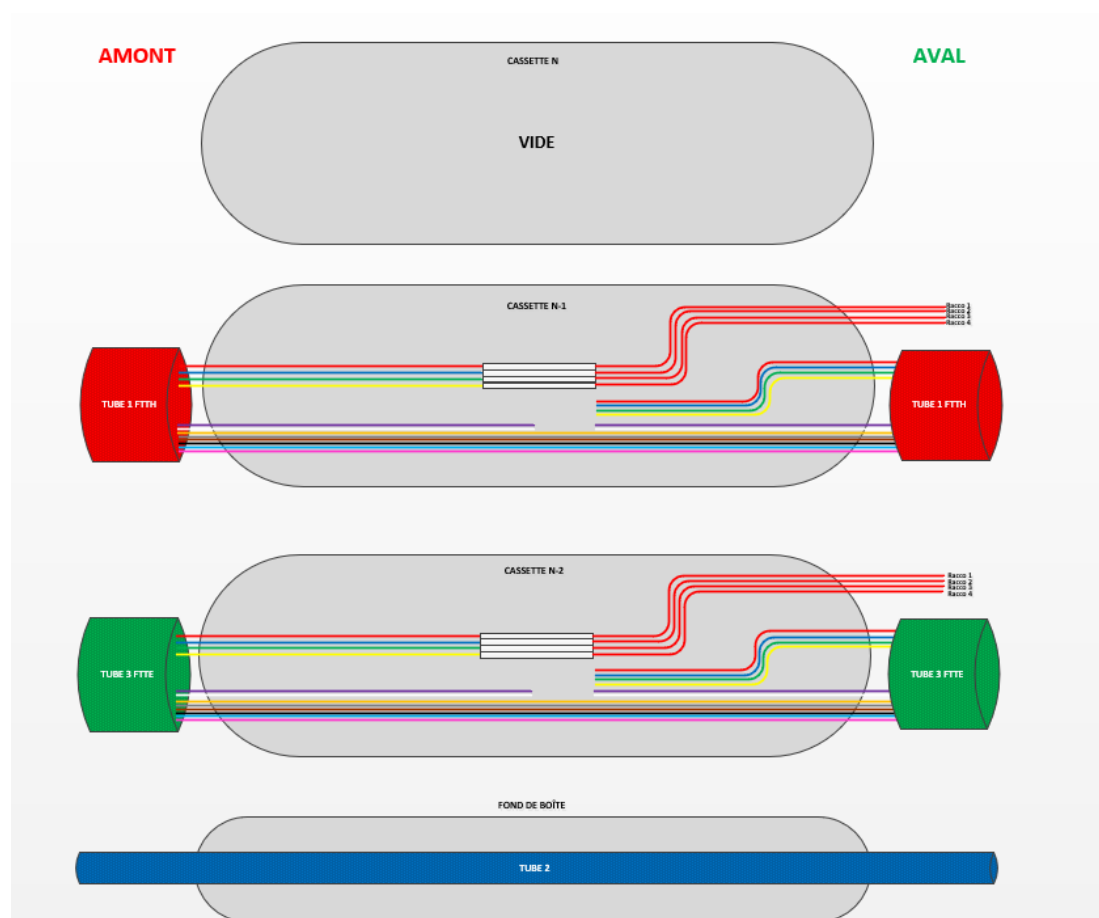 AMONT
AVAL
CASSETTE N
VIDE
CASSETTE N-1
Racco 1
Racco 2
Racco 3
Racco 4
TUBE 1 FTTH
TUBE 1 FTTH
CASSETTE N-2
Racco 1
Racco 2
Racco 3
Racco 4
TUBE 3 FTTE
TUBE 3 FTTE
FOND DE BOÎTE
TUBE 2